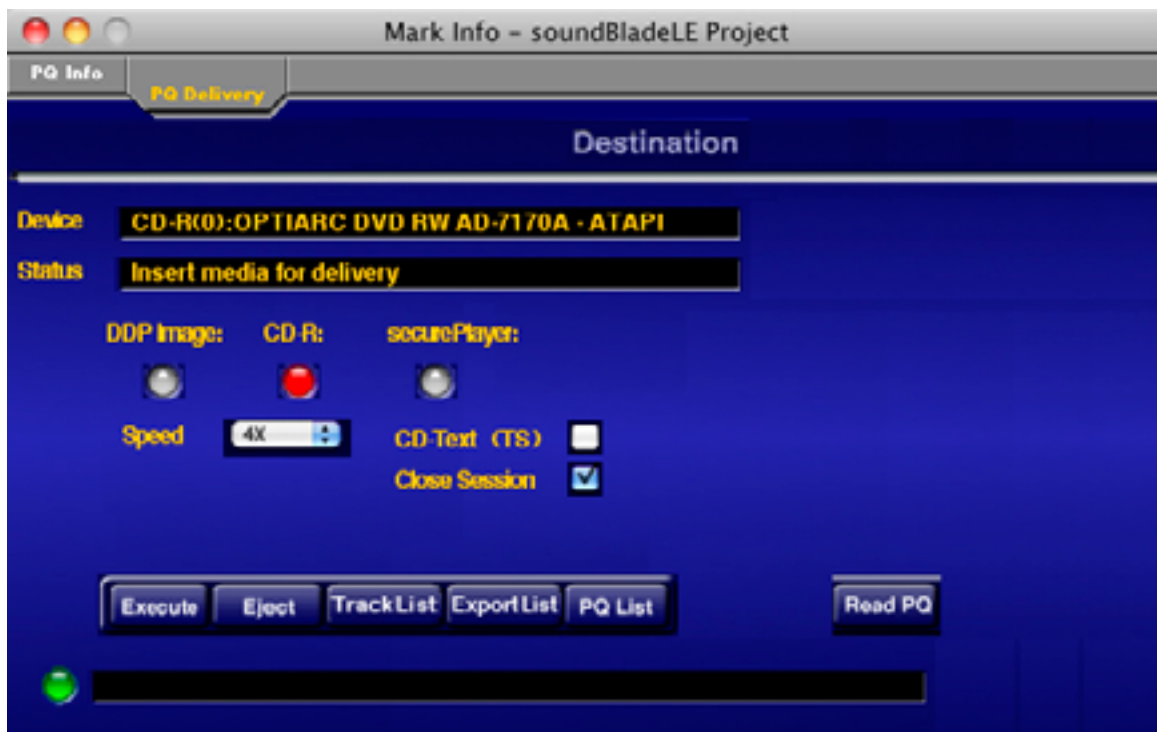 Mark Info – soundBladeLE Project
PQ Info
PQ Delivery
Destination
Device CD-R(0):OPTIARC DVD RW AD-7170A - ATAPI
Status Insert media for delivery
DDP Image: CD-R: securePlayer:
Speed 4X CD-Text (TS)
Close Session
Execute Eject TrackList ExportList PQ List Read PQ